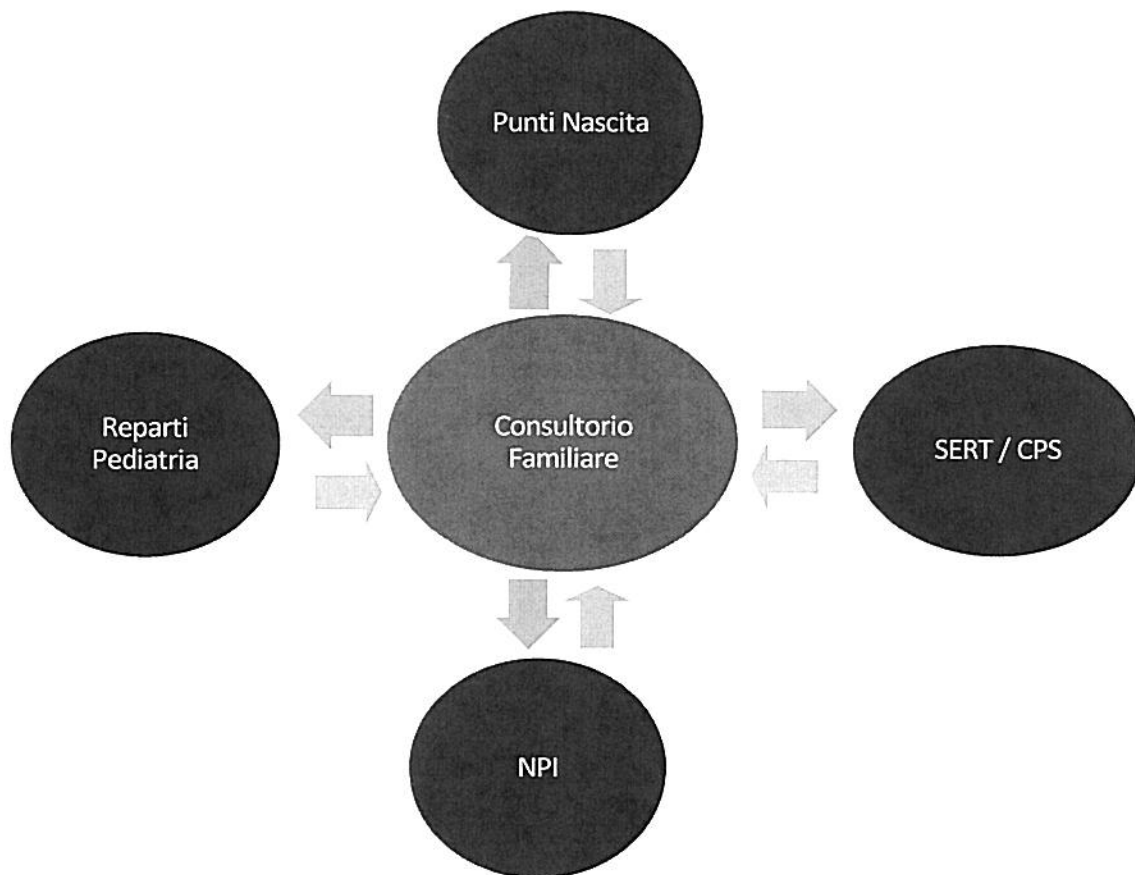 Punti Nascita
Reparti
Pediatria
Consultorio
Familiare
SERT / CPS
NPI